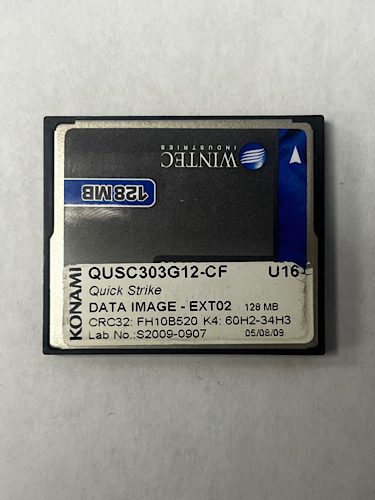 WINTEC
INDUSTRIES
128MB
KONAMI
QUSC303G12-CF U16
Quick Strike
DATA IMAGE - EXT02 128 MB
CRC32: FH10B520 K4: 60H2-34H3
Lab No.:S2009-0907 05/08/09